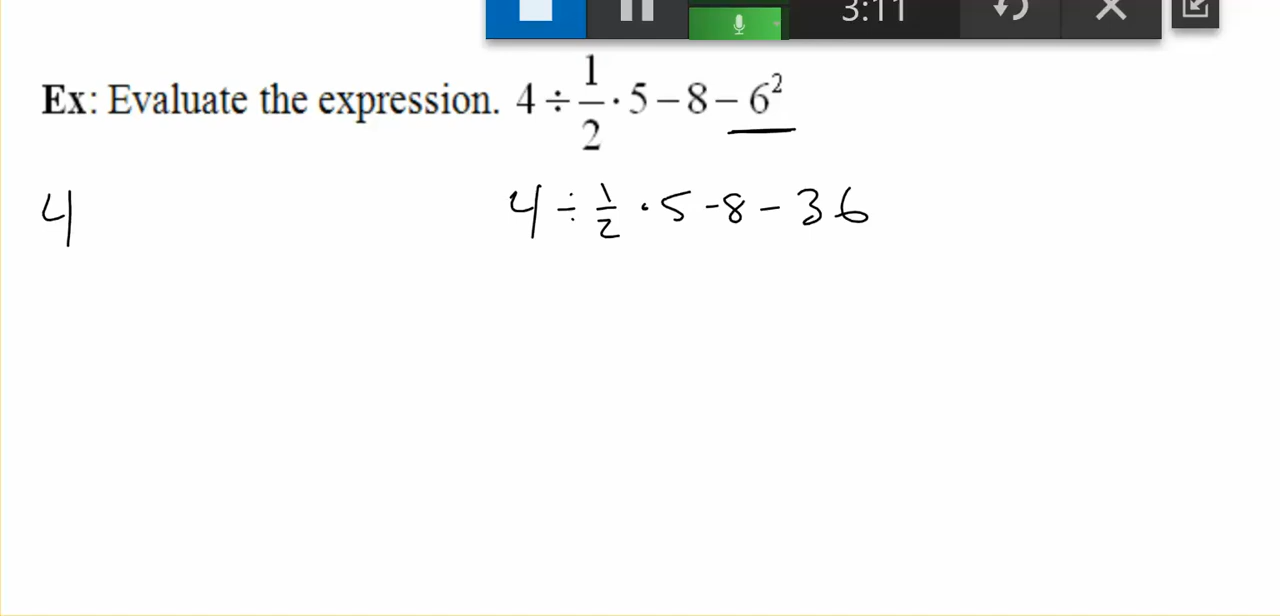 3:11
Ex: Evaluate the expression. 4 ÷ 1/2 · 5 − 8 − 6²
4
4 ÷ 1/2 · 5 - 8 - 36